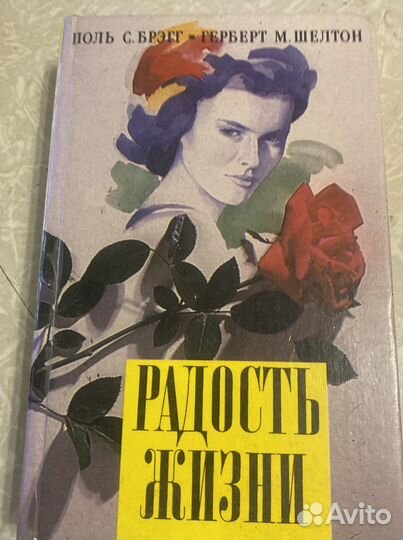 ПОЛЬ С. БРЭГГ • ГЕРБЕРТ М. ШЕЛТОН
РАДОСТЬ
ЖИЗНИ
Avito